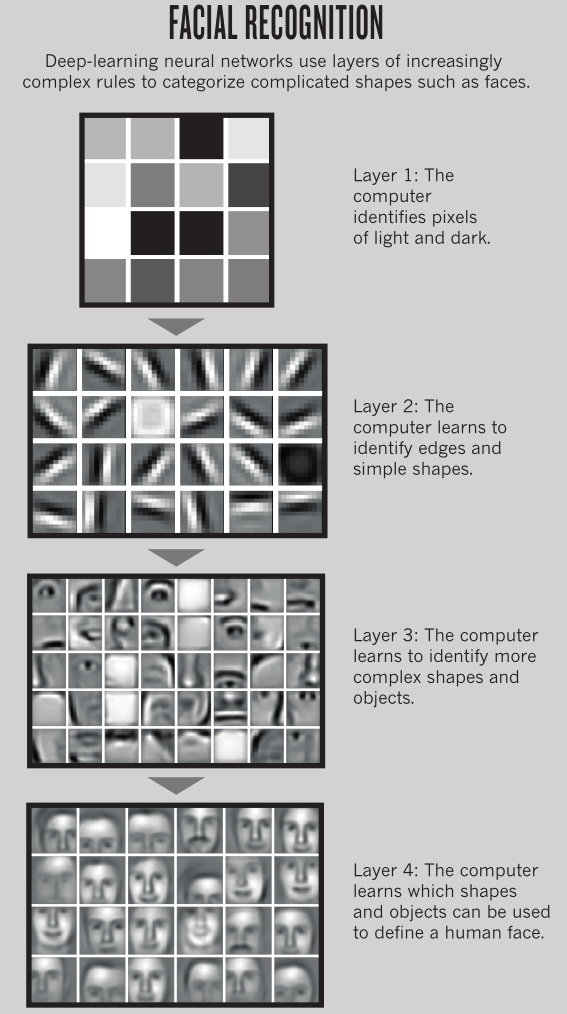 FACIAL RECOGNITION
Deep-learning neural networks use layers of increasingly
complex rules to categorize complicated shapes such as faces.
Layer 1: The
computer
identifies pixels
of light and dark.
Layer 2: The
computer learns to
identify edges and
simple shapes.
Layer 3: The computer
learns to identify more
complex shapes and
objects.
Layer 4: The computer
learns which shapes
and objects can be used
to define a human face.